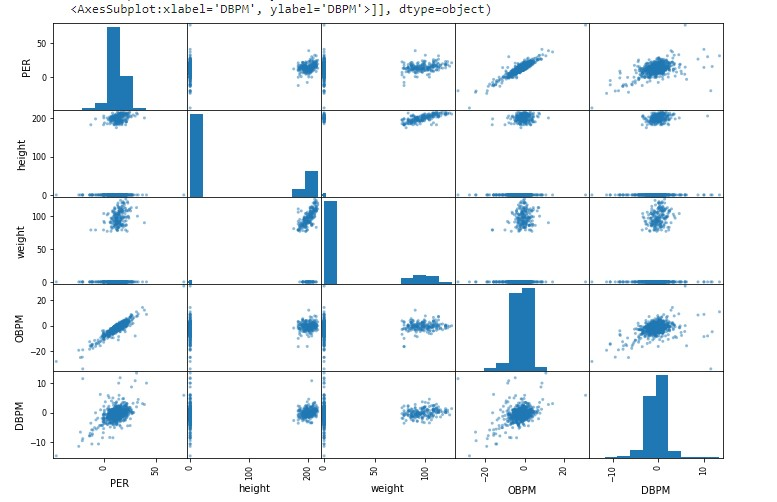 <AxesSubplot:xlabel='DBPM', ylabel='DBPM'>]], dtype=object)
50
0
PER
200
100
0
height
100
50
0
weight
20
0
−20
OBPM
10
0
−10
DBPM
0 50 0 100 200 0 50 100 −20 0 20 −10 0 10
PER height weight OBPM DBPM